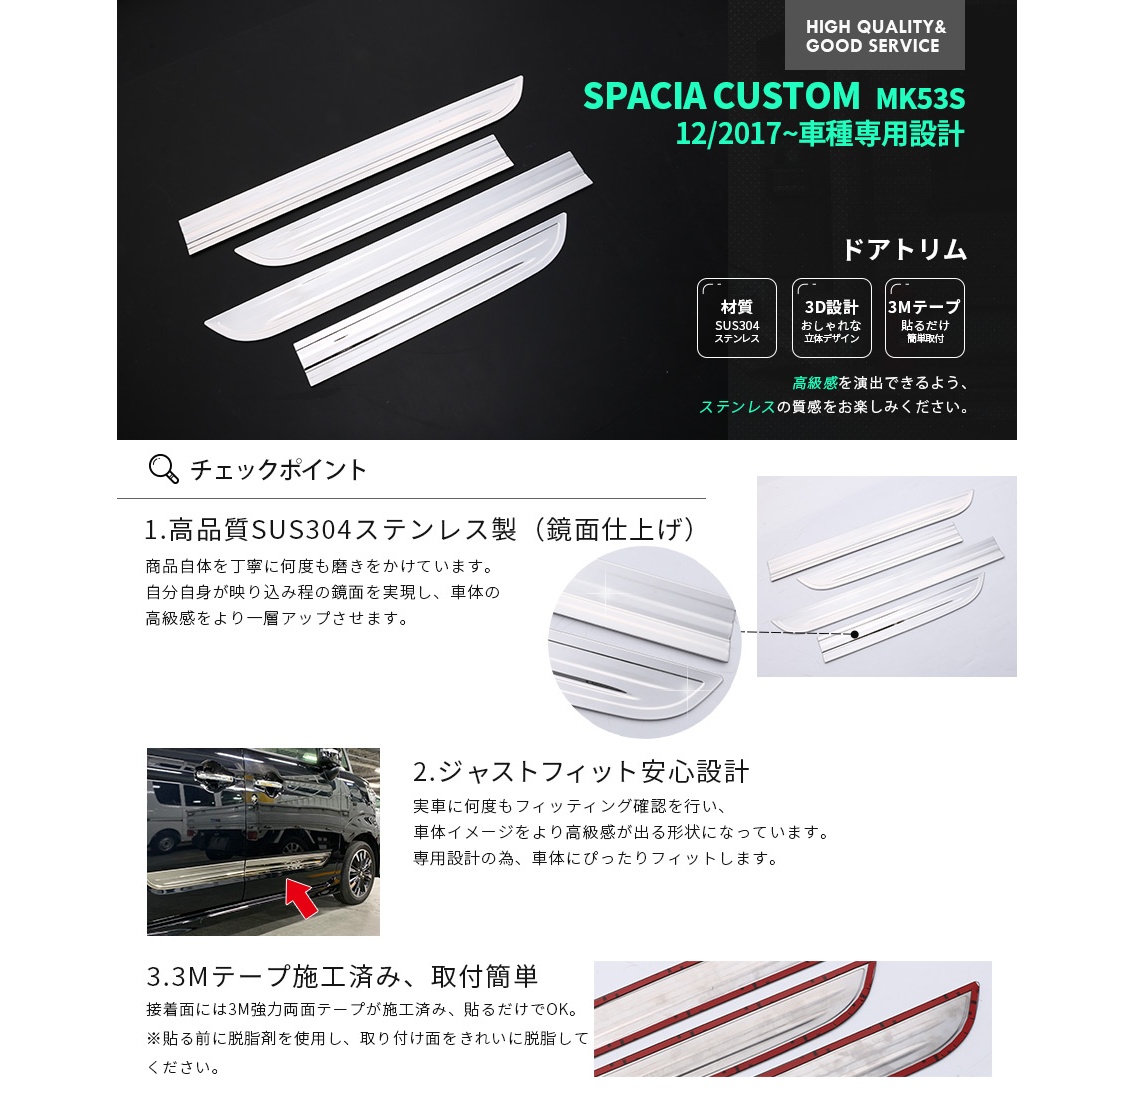 HIGH QUALITY&
GOOD SERVICE
SPACIA CUSTOM MK53S
12/2017~車種専用設計
ドアトリム
材質
SUS304
ステンレス
3D設計
おしゃれな
立体デザイン
3Mテープ
貼るだけ
簡単取付
高級感を演出できるよう、
ステンレスの質感をお楽しみください。
チェックポイント
1.高品質SUS304ステンレス製（鏡面仕上げ）
商品自体を丁寧に何度も磨きをかけています。
自分自身が映り込み程の鏡面を実現し、車体の
高級感をより一層アップさせます。
2.ジャストフィット安心設計
実車に何度もフィッティング確認を行い、
車体イメージをより高級感が出る形状になっています。
専用設計の為、車体にぴったりフィットします。
3.3Mテープ施工済み、取付簡単
接着面には3M強力両面テープが施工済み、貼るだけでOK。
※貼る前に脱脂剤を使用し、取り付け面をきれいに脱脂して
ください。